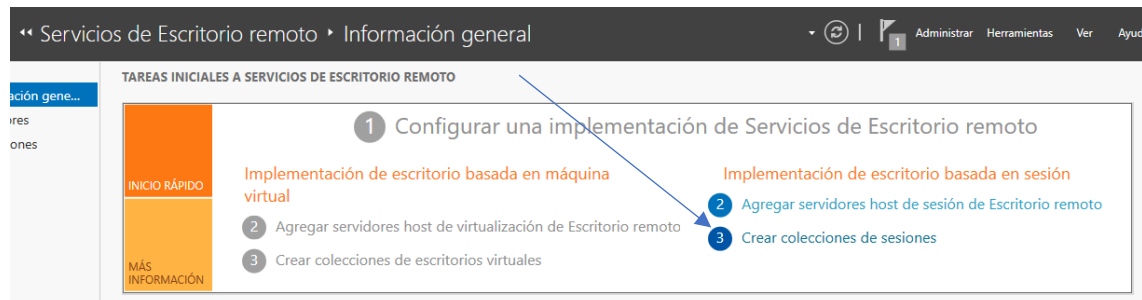 Servicios de Escritorio remoto Información general
1 Administrar Herramientas Ver Ayud
TAREAS INICIALES A SERVICIOS DE ESCRITORIO REMOTO
ación gene...
ores
ones
1 Configurar una implementación de Servicios de Escritorio remoto
INICIO RÁPIDO
MÁS
INFORMACIÓN
Implementación de escritorio basada en máquina
virtual
2 Agregar servidores host de virtualización de Escritorio remoto
3 Crear colecciones de escritorios virtuales
Implementación de escritorio basada en sesión
2 Agregar servidores host de sesión de Escritorio remoto
3 Crear colecciones de sesiones